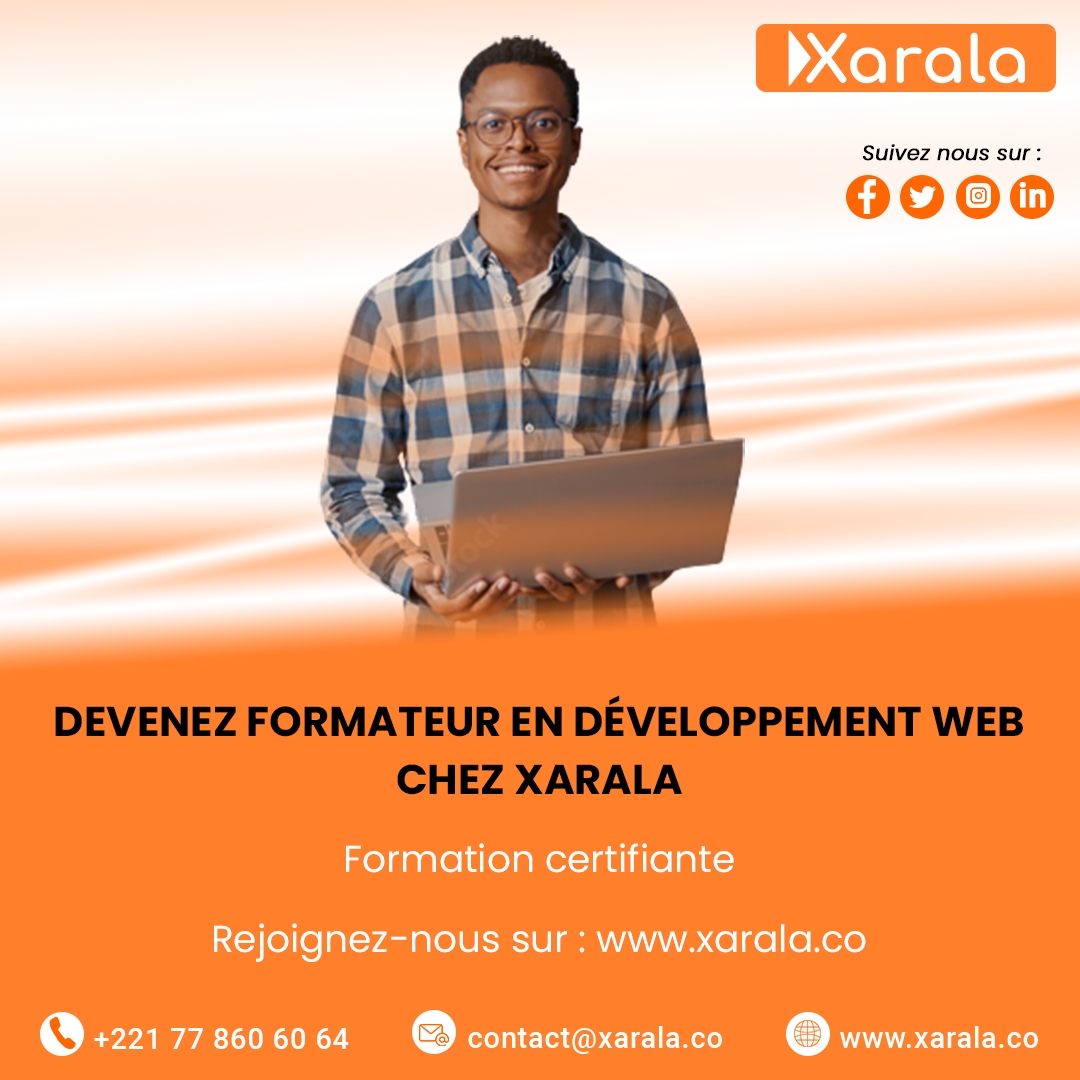 Xarala
Suivez nous sur :
DEVENEZ FORMATEUR EN DÉVELOPPEMENT WEB
CHEZ XARALA
Formation certifiante
Rejoignez-nous sur : www.xarala.co
+221 77 860 60 64
contact@xarala.co
www.xarala.co